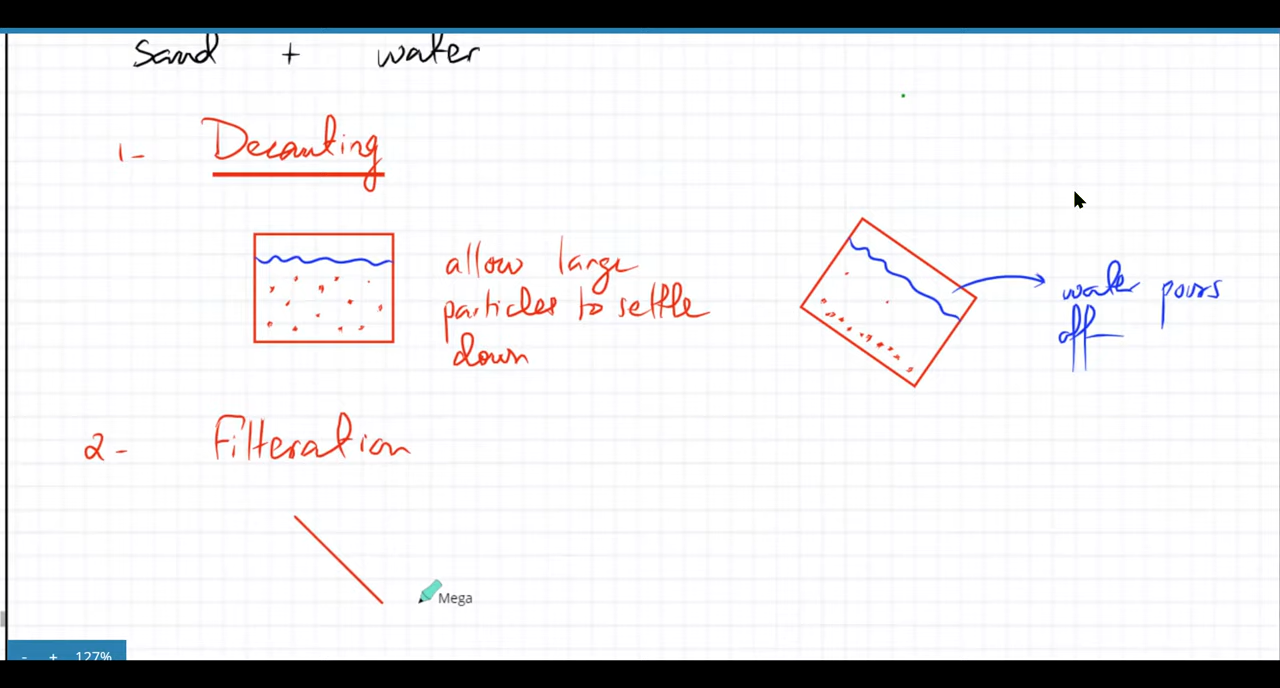 Sand + water
1- Decanting
allow large
particles to settle
down
water pours
off
2- Filteration
Mega
- + 127%